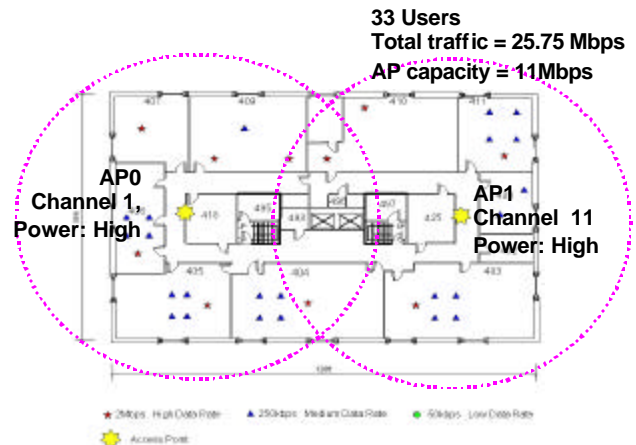 33 Users
Total traffic = 25.75 Mbps
AP capacity = 11Mbps
407
409
410
411
AP0
Channel 1,
Power: High
AP1
Channel 11
Power: High
418
493
425
405
404
403
2Mbps : High Data Rate
250kbps : Medium Data Rate
50kbps : Low Data Rate
Access Point